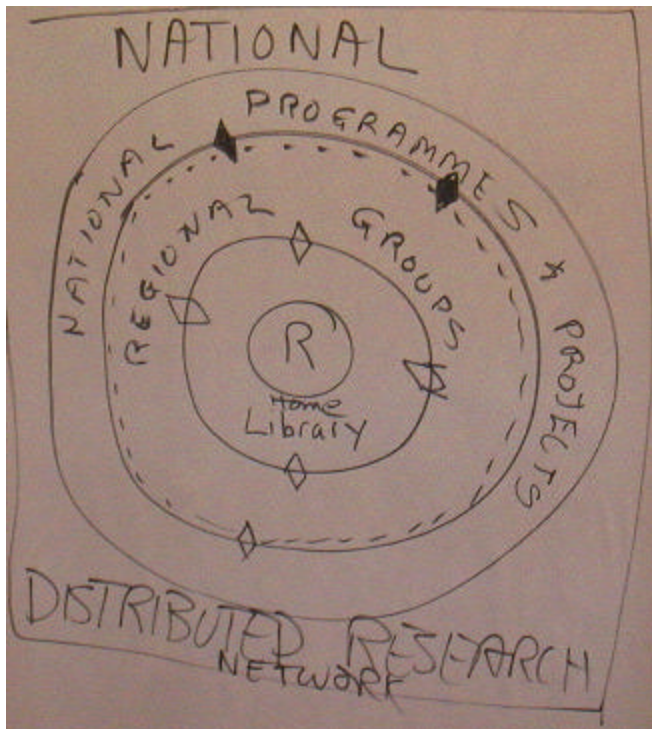 NATIONAL
NATIONAL PROGRAMMES & PROJECTS
REGIONAL GROUPS
R
Home
Library
DISTRIBUTED RESEARCH
NETWORK